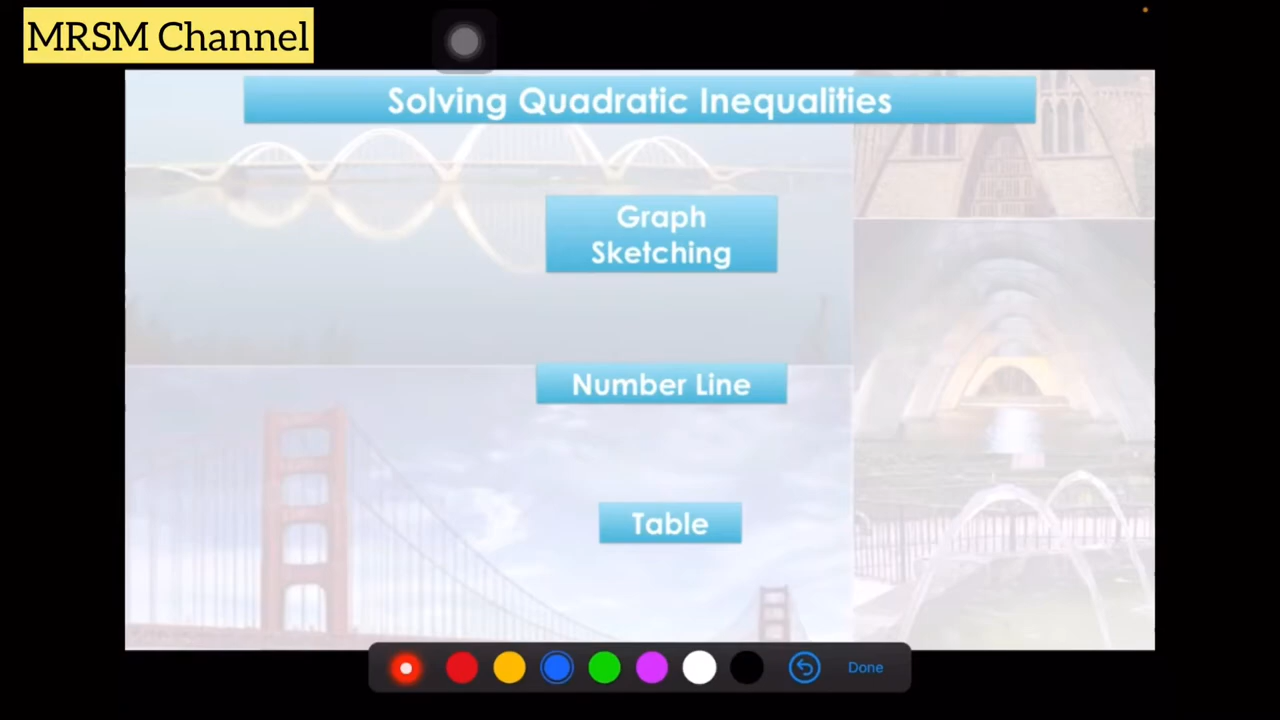 MRSM Channel
Solving Quadratic Inequalities
Graph
Sketching
Number Line
Table
Done